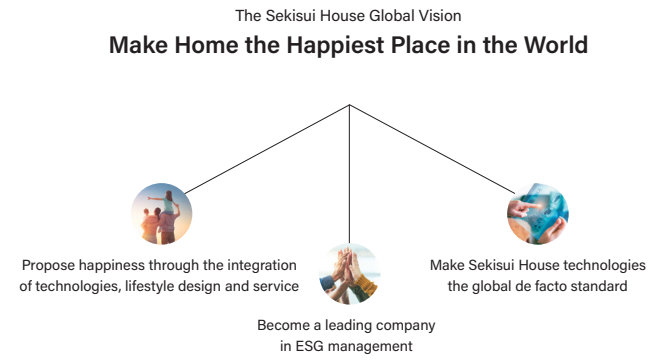 The Sekisui House Global Vision
Make Home the Happiest Place in the World
Propose happiness through the integration
of technologies, lifestyle design and service
Become a leading company
in ESG management
Make Sekisui House technologies
the global de facto standard